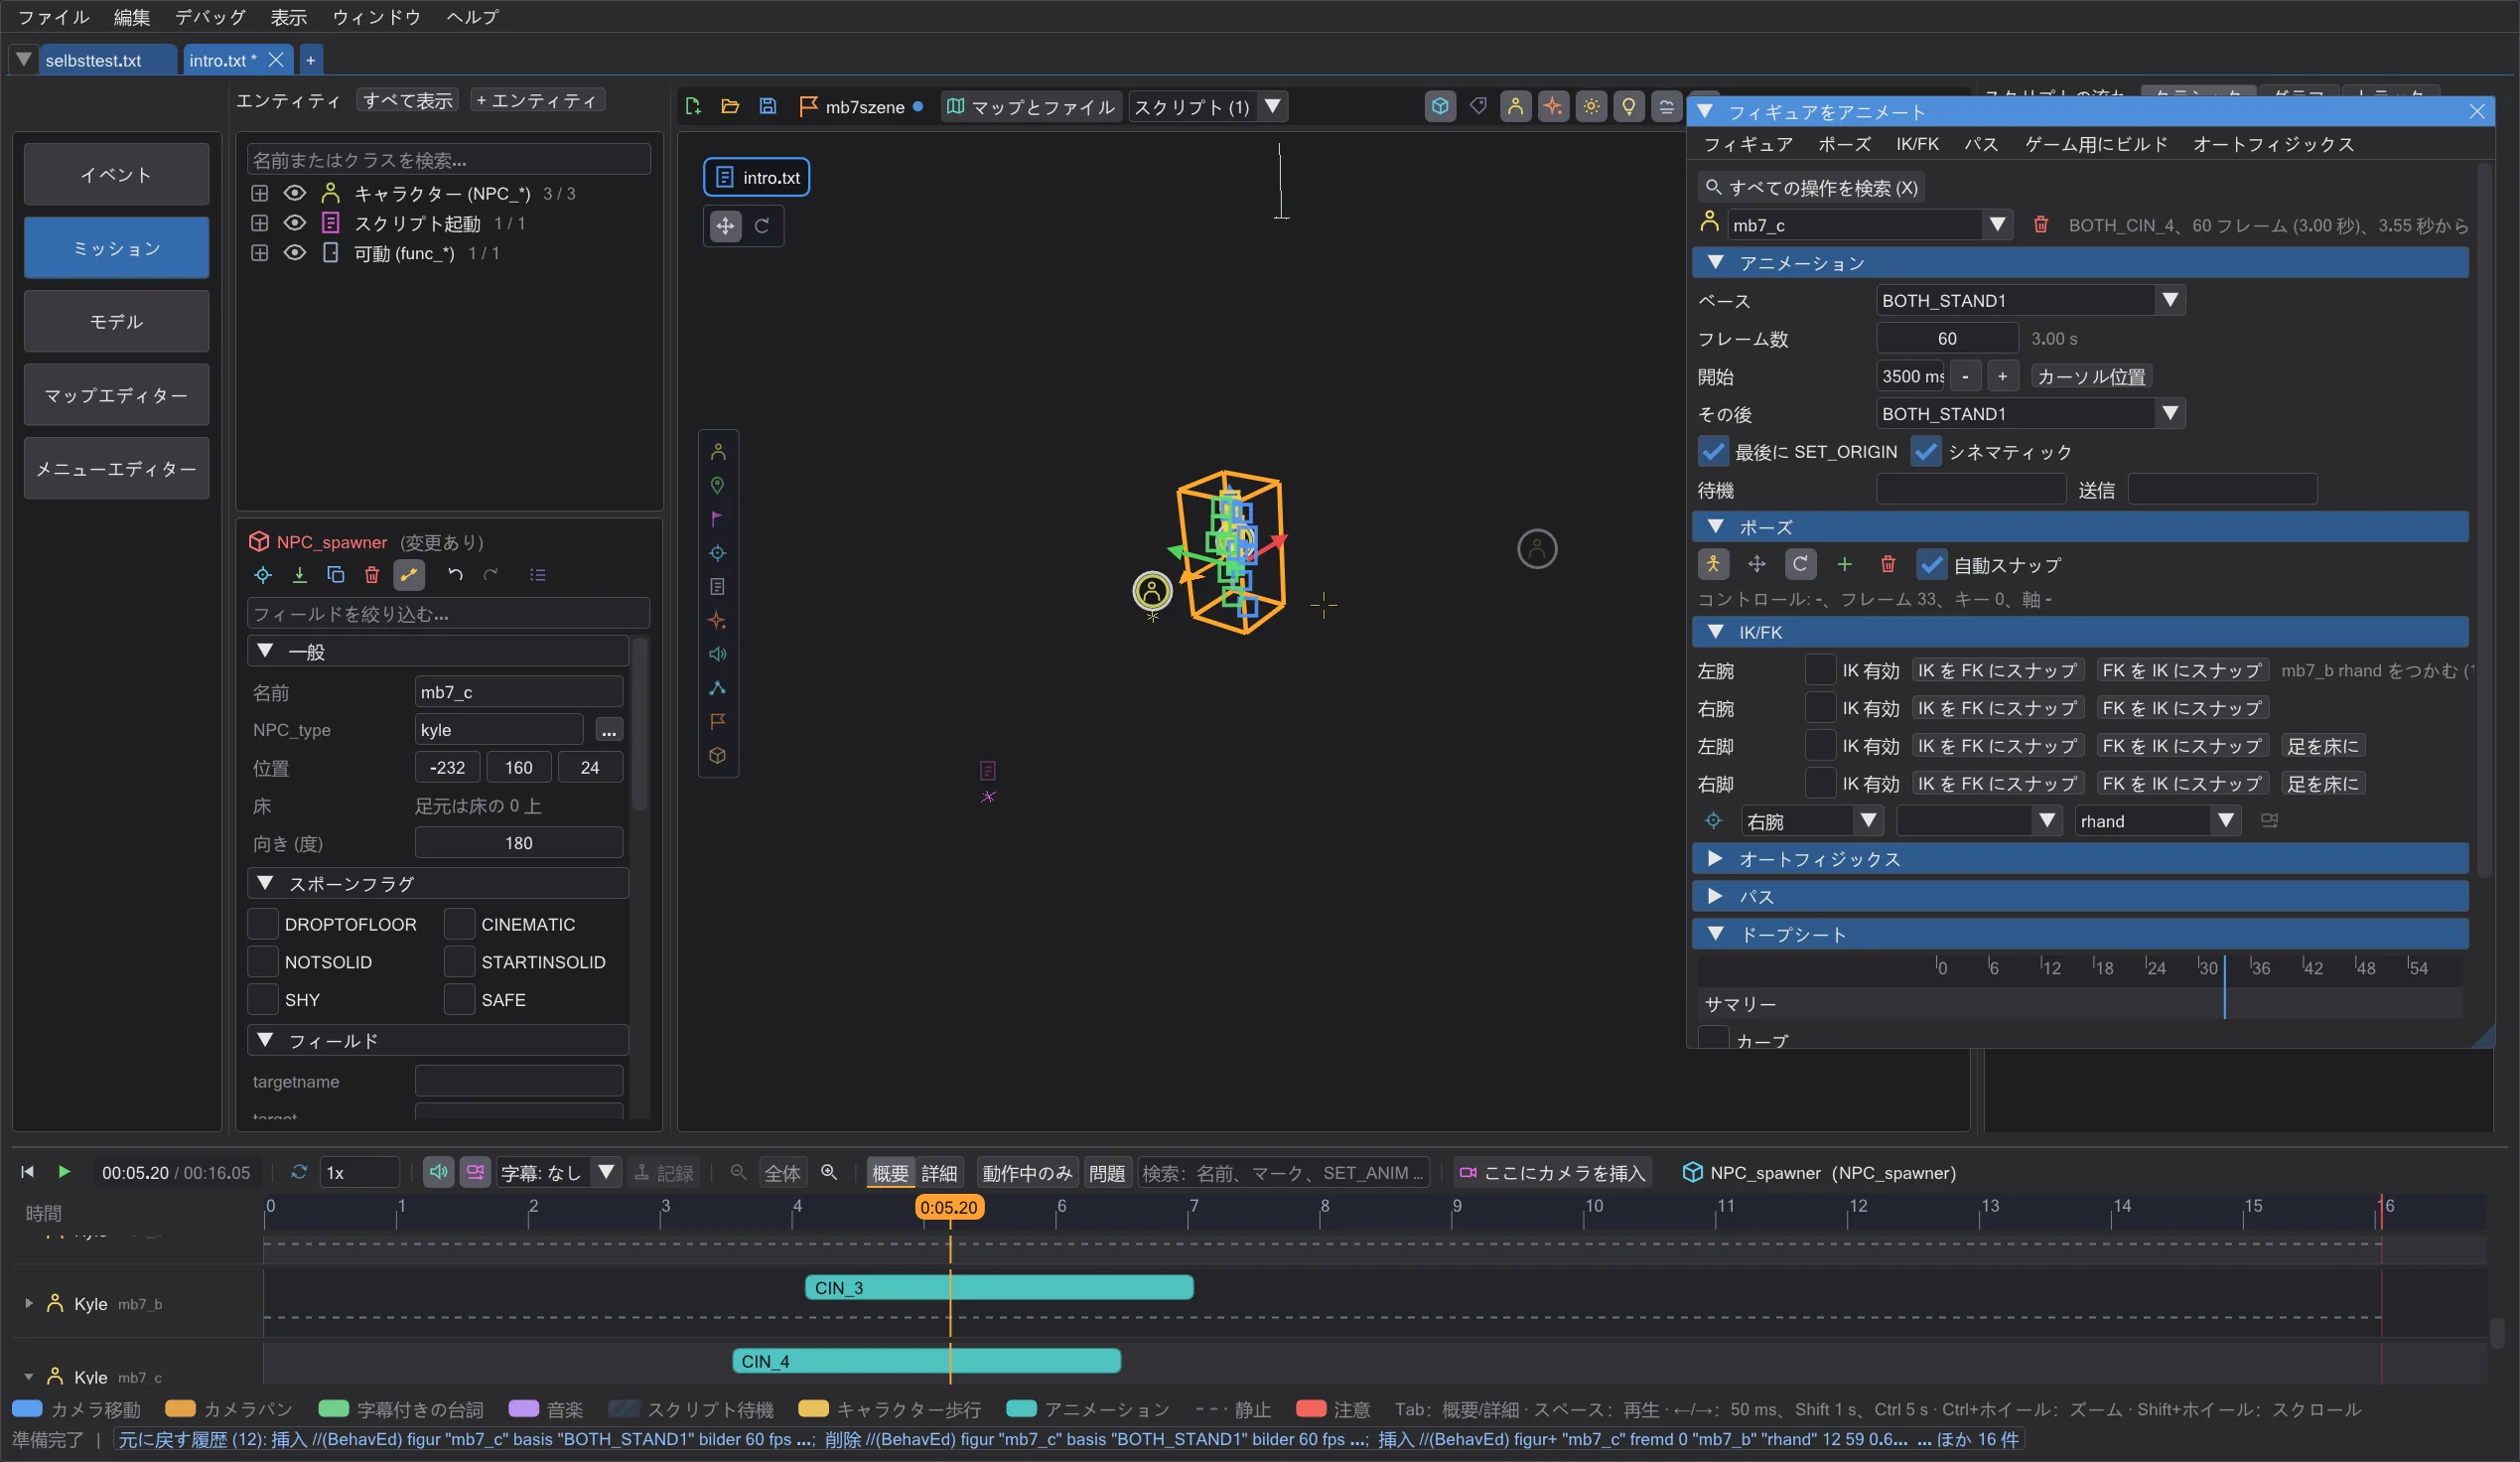 ファイル 編集 デバッグ 表示 ウィンドウ ヘルプ
selbsttest.txt intro.txt * +
エンティティ すべて表示 + エンティティ
mb7szene マップとファイル スクリプト (1)
イベント
ミッション
モデル
マップエディター
メニューエディター
名前またはクラスを検索...
キャラクター (NPC_*) 3 / 3
スクリプト起動 1 / 1
可動 (func_*) 1 / 1
NPC_spawner (変更あり)
フィールドを絞り込む...
一般
名前 mb7_c
NPC_type kyle ...
位置 -232 160 24
床 足元は床の 0 上
向き (度) 180
スポーンフラグ
DROPTOFLOOR CINEMATIC
NOTSOLID STARTINSOLID
SHY SAFE
フィールド
targetname
intro.txt
フィギュアをアニメート
フィギュア ポーズ IK/FK パス ゲーム用にビルド オートフィジックス
すべての操作を検索 (X)
mb7_c BOTH_CIN_4、60 フレーム (3.00 秒)、3.55 秒から
アニメーション
ベース BOTH_STAND1
フレーム数 60 3.00 s
開始 3500 ms - + カーソル位置
その後 BOTH_STAND1
最後に SET_ORIGIN シネマティック
待機 送信
ポーズ
自動スナップ
コントロール: -、フレーム 33、キー 0、軸 -
IK/FK
左腕 IK 有効 IK を FK にスナップ FK を IK にスナップ mb7_b rhand をつかむ (1
右腕 IK 有効 IK を FK にスナップ FK を IK にスナップ
左脚 IK 有効 IK を FK にスナップ FK を IK にスナップ 足を床に
右脚 IK 有効 IK を FK にスナップ FK を IK にスナップ 足を床に
右腕 rhand
オートフィジックス
パス
ドープシート
0 6 12 18 24 30 36 42 48 54
サマリー
カーブ
00:05.20 / 00:16.05 1x 字幕: なし 記録 全体 概要 詳細 動作中のみ 問題 検索: 名前、マーク、SET_ANIM ... ここにカメラを挿入 NPC_spawner (NPC_spawner)
時間 0 1 2 3 4 0:05.20 6 7 8 9 10 11 12 13 14 15 16
CIN_3
Kyle mb7_b
CIN_4
Kyle mb7_c
カメラ移動 カメラパン 字幕付きの台詞 音楽 スクリプト待機 キャラクター歩行 アニメーション 静止 注意 Tab: 概要/詳細 · スペース: 再生 · ←/→: 50 ms、Shift 1 s、Ctrl 5 s · Ctrl+ホイール: ズーム · Shift+ホイール: スクロール
準備完了 | 元に戻す履歴 (12): 挿入 //(BehavEd) figur "mb7_c" basis "BOTH_STAND1" bilder 60 fps ...; 削除 //(BehavEd) figur "mb7_c" basis "BOTH_STAND1" bilder 60 fps ...; 挿入 //(BehavEd) figur+ "mb7_c" fremd 0 "mb7_b" "rhand" 12 59 0.6... ... ほか 16 件